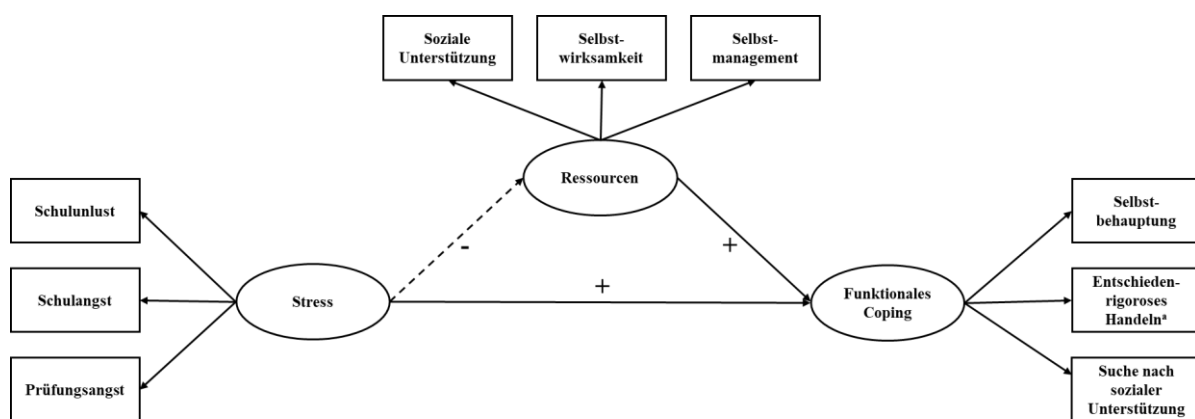 Soziale
Unterstützung
Selbst-
wirksamkeit
Selbst-
management
Ressourcen
Schulunlust
Schulangst
Prüfungsangst
Stress
-
+
+
Funktionales
Coping
Selbst-
behauptung
Entschieden-
rigoroses
Handelnª
Suche nach
sozialer
Unterstützung